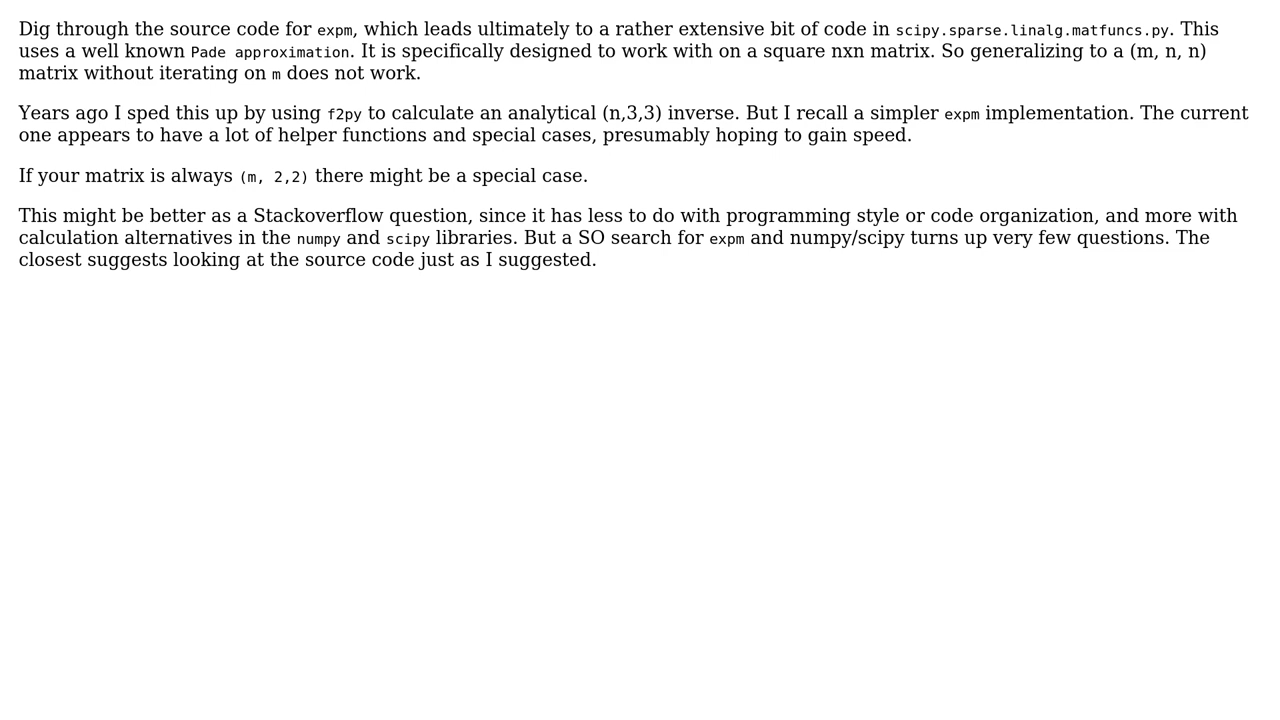 Dig through the source code for expm, which leads ultimately to a rather extensive bit of code in scipy.sparse.linalg.matfuncs.py. This
uses a well known Pade approximation. It is specifically designed to work with on a square nxn matrix. So generalizing to a (m, n, n)
matrix without iterating on m does not work.
Years ago I sped this up by using f2py to calculate an analytical (n,3,3) inverse. But I recall a simpler expm implementation. The current
one appears to have a lot of helper functions and special cases, presumably hoping to gain speed.
If your matrix is always (m, 2,2) there might be a special case.
This might be better as a Stackoverflow question, since it has less to do with programming style or code organization, and more with
calculation alternatives in the numpy and scipy libraries. But a SO search for expm and numpy/scipy turns up very few questions. The
closest suggests looking at the source code just as I suggested.